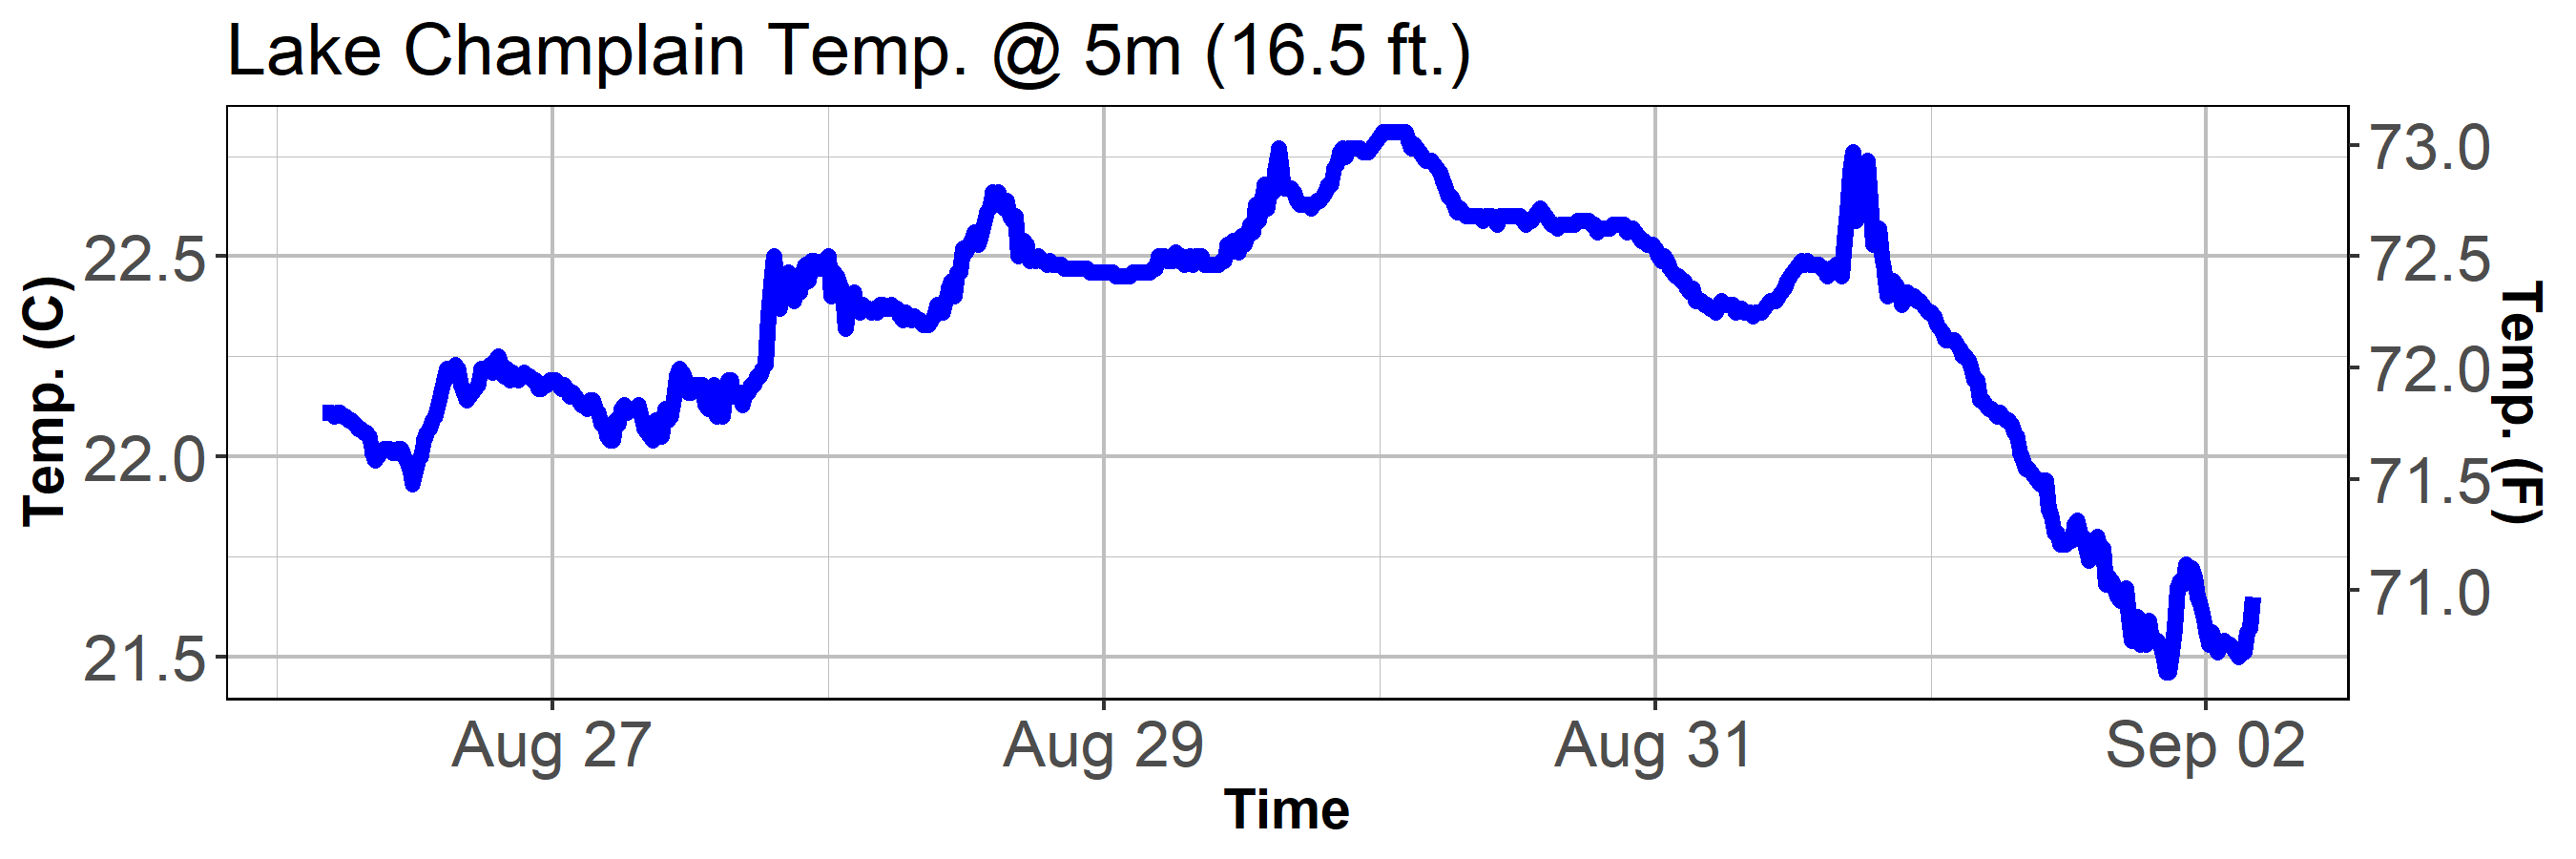 Lake Champlain Temp. @ 5m (16.5 ft.)
Temp. (C)
22.5
22.0
21.5
73.0
72.5
72.0
71.5
71.0
Temp. (F)
Aug 27 Aug 29 Aug 31 Sep 02
Time